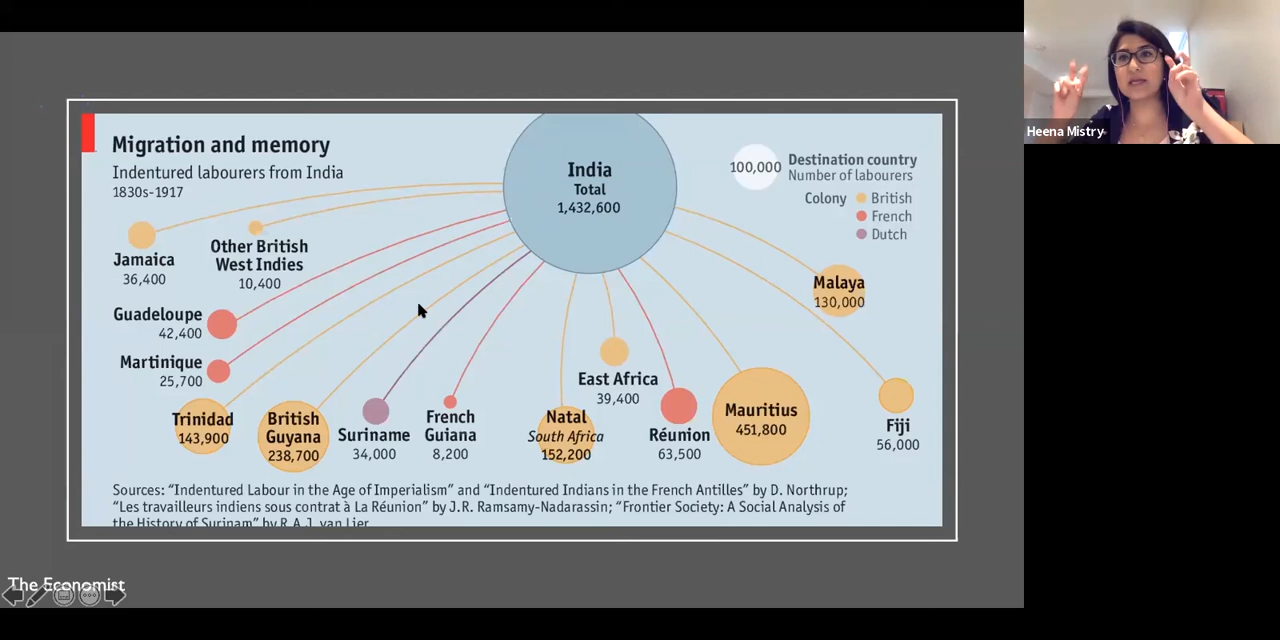 Migration and memory
Indentured labourers from India
1830s-1917
India
Total
1,432,600
100,000
Destination country
Number of labourers
Colony
British
French
Dutch
Jamaica
36,400
Other British
West Indies
10,400
Guadeloupe
42,400
Martinique
25,700
Trinidad
143,900
British
Guyana
238,700
Suriname
34,000
French
Guiana
8,200
Natal
South Africa
152,200
East Africa
39,400
Réunion
63,500
Mauritius
451,800
Malaya
130,000
Fiji
56,000
Sources: “Indentured Labour in the Age of Imperialism” and “Indentured Indians in the French Antilles” by D. Northrup;
“Les travailleurs indiens sous contrat à La Réunion” by J.R. Ramsamy-Nadarassin; “Frontier Society: A Social Analysis of
the History of Surinam” by R.A.J. van Lier
The Economist
Heena Mistry